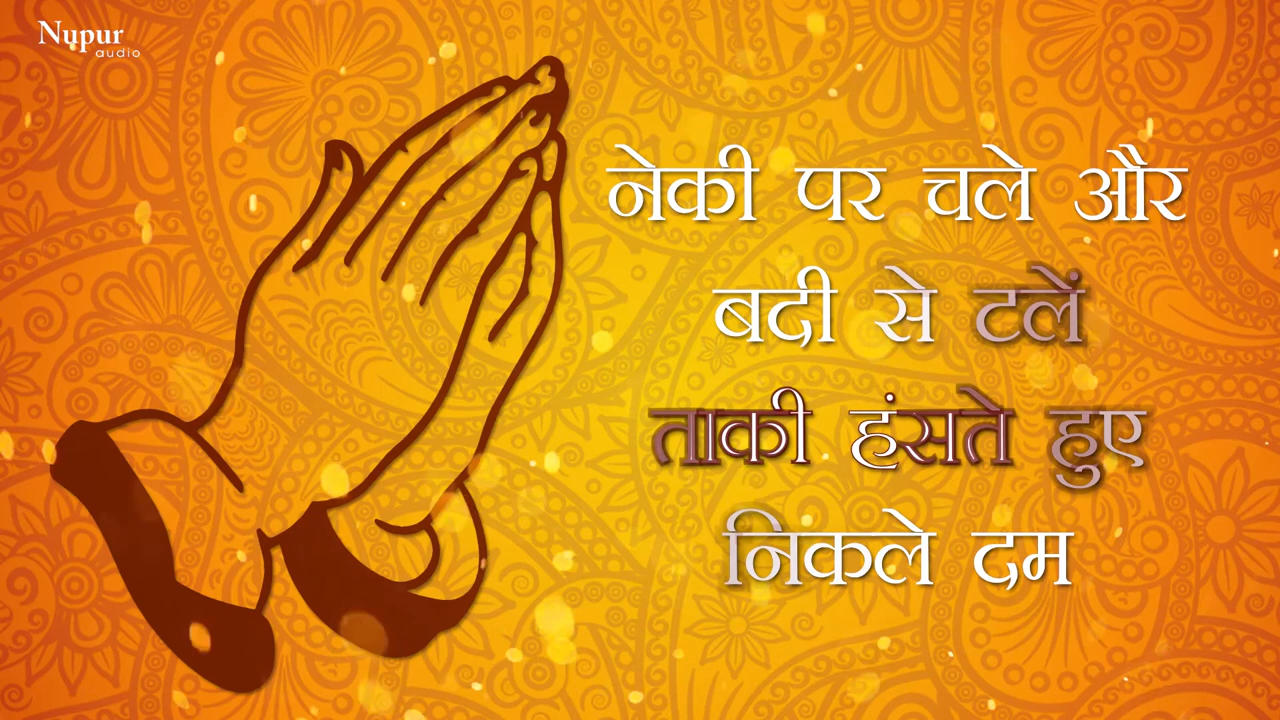 Nupur
audio
नेकी पर चले और
बदी से टलें
ताकी हंसते हुए
निकले दम